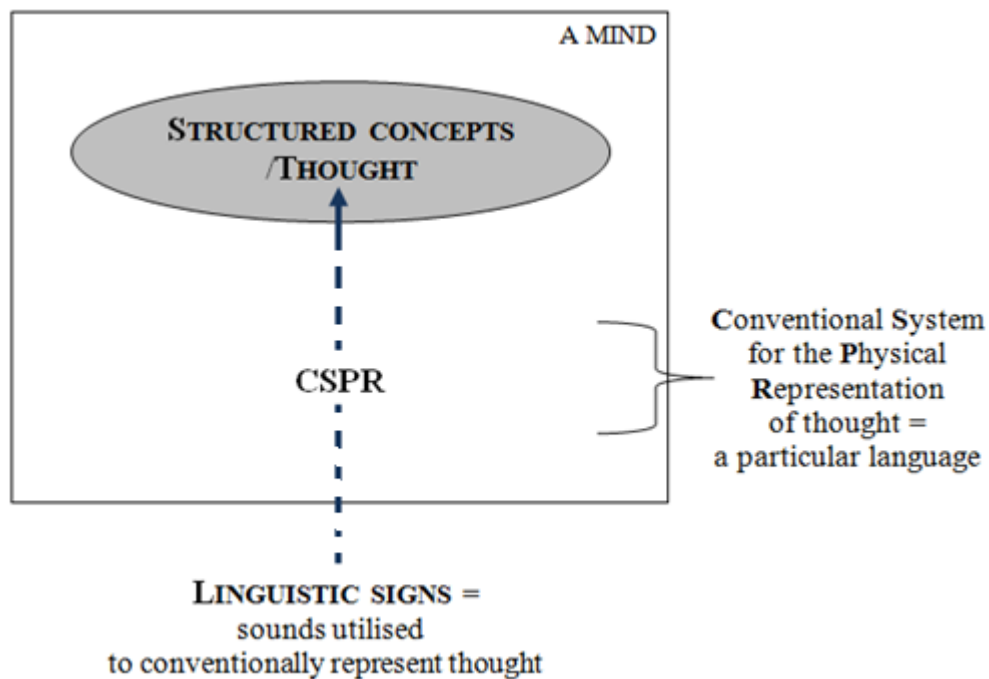 A MIND
STRUCTURED CONCEPTS
/THOUGHT
CSPR
Conventional System
for the Physical
Representation
of thought =
a particular language
LINGUISTIC SIGNS =
sounds utilised
to conventionally represent thought